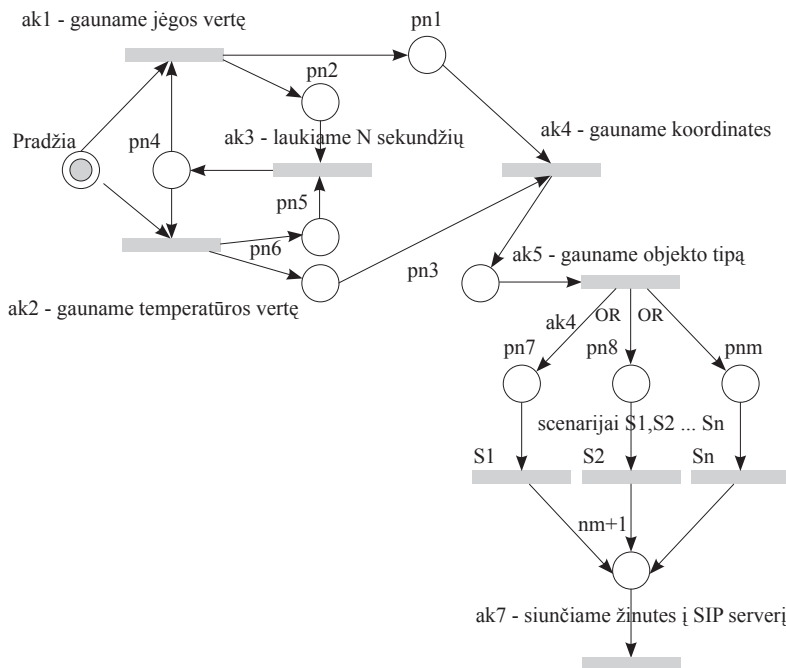 ak1 - gauname jėgos vertę
pn1
pn2
Pradžia
pn4
ak3 - laukiame N sekundžių
ak4 - gauname koordinates
pn5
pn6
pn3
ak5 - gauname objekto tipą
ak2 - gauname temperatūros vertę
ak4
OR
OR
pn7
pn8
pnm
scenarijai S1,S2 ... Sn
S1
S2
Sn
nm+1
ak7 - siunčiame žinutes į SIP serverį